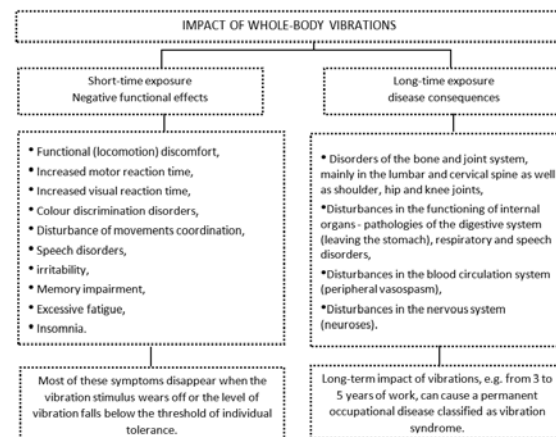 IMPACT OF WHOLE-BODY VIBRATIONS
Short-time exposure
Negative functional effects
• Functional (locomotion) discomfort,
• Increased motor reaction time,
• Increased visual reaction time,
• Colour discrimination disorders,
• Disturbance of movements coordination,
• Speech disorders,
• irritability,
• Memory impairment,
• Excessive fatigue,
• Insomnia.
Most of these symptoms disappear when the
vibration stimulus wears off or the level of
vibration falls below the threshold of individual
tolerance.
Long-time exposure
disease consequences
• Disorders of the bone and joint system,
mainly in the lumbar and cervical spine as well
as shoulder, hip and knee joints,
• Disturbances in the functioning of internal
organs - pathologies of the digestive system
(leaving the stomach), respiratory and speech
disorders,
• Disturbances in the blood circulation system
(peripheral vasospasm),
• Disturbances in the nervous system
(neuroses).
Long-term impact of vibrations, e.g. from 3 to
5 years of work, can cause a permanent
occupational disease classified as vibration
syndrome.